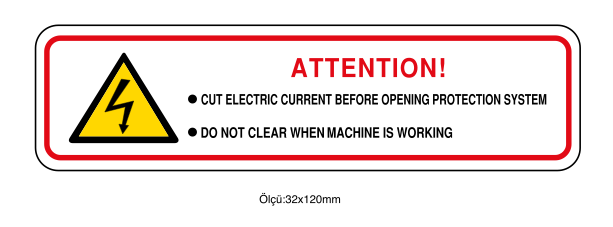 ATTENTION!
● CUT ELECTRIC CURRENT BEFORE OPENING PROTECTION SYSTEM
● DO NOT CLEAR WHEN MACHINE IS WORKING
Ölçü:32x120mm